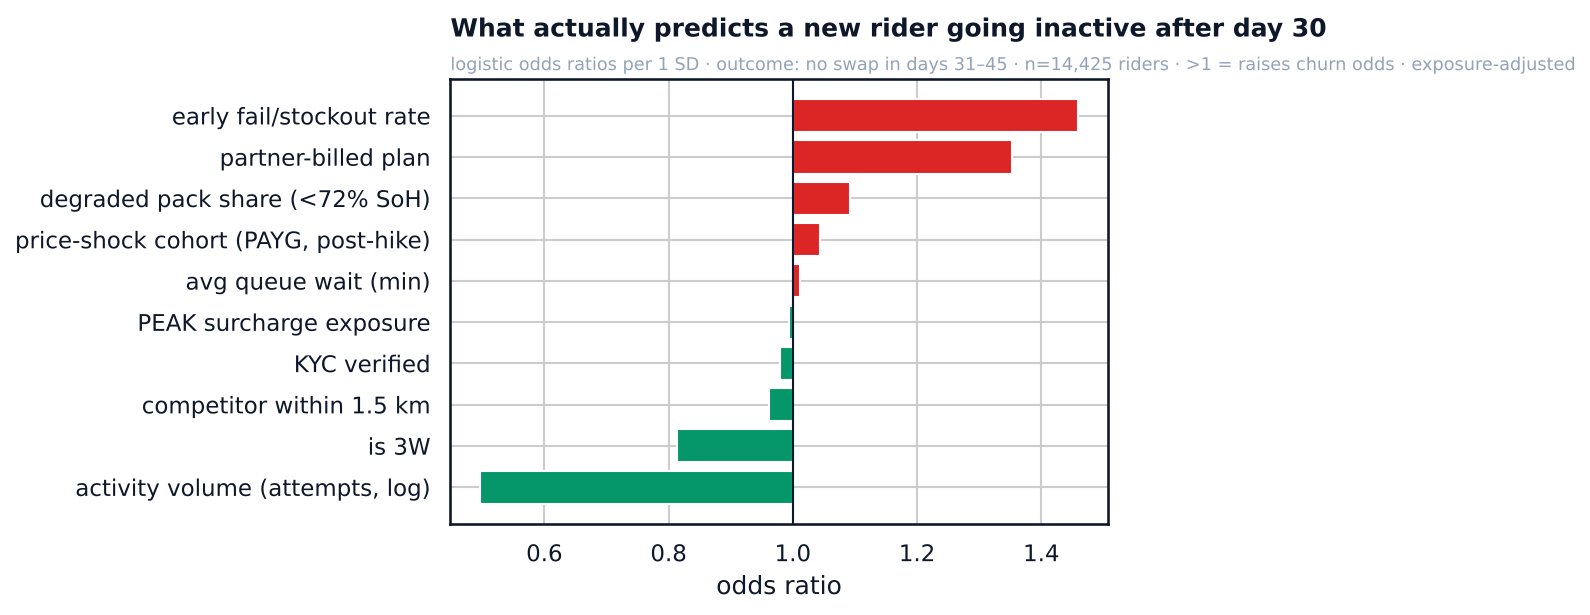 What actually predicts a new rider going inactive after day 30
logistic odds ratios per 1 SD · outcome: no swap in days 31–45 · n=14,425 riders · >1 = raises churn odds · exposure-adjusted
early fail/stockout rate
partner-billed plan
degraded pack share (<72% SoH)
price-shock cohort (PAYG, post-hike)
avg queue wait (min)
PEAK surcharge exposure
KYC verified
competitor within 1.5 km
is 3W
activity volume (attempts, log)
0.6 0.8 1.0 1.2 1.4
odds ratio